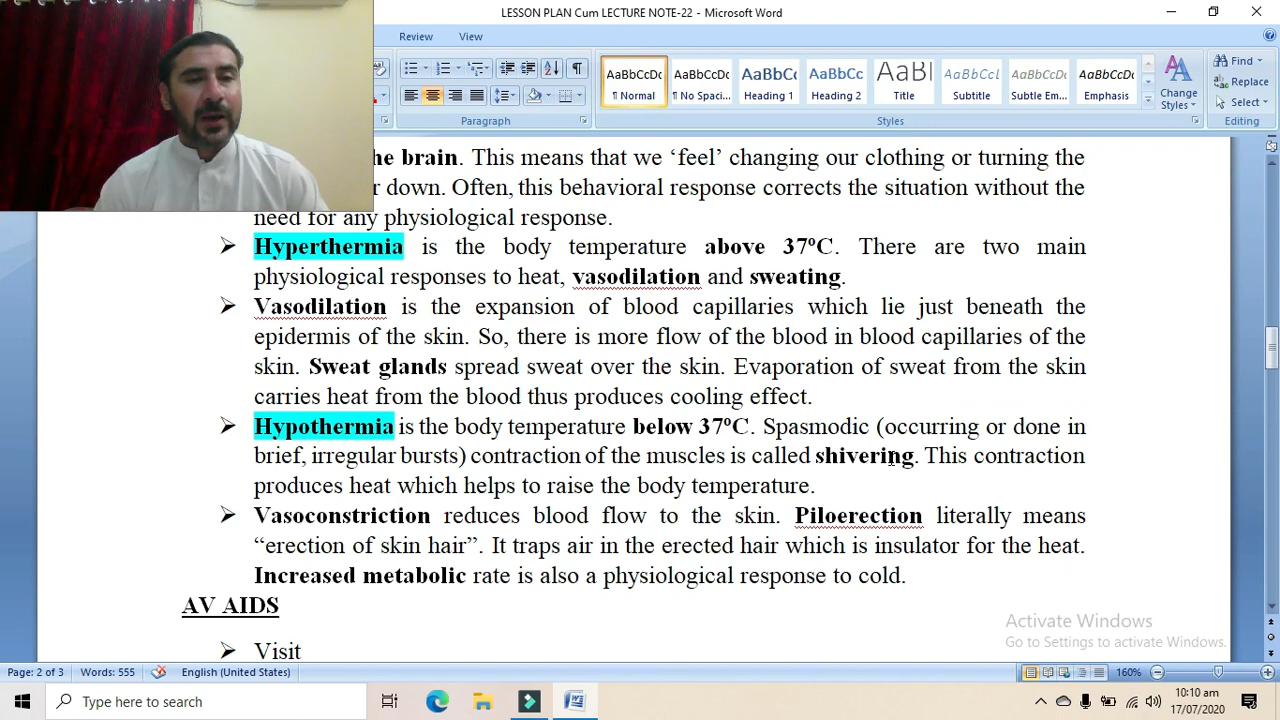 LESSON PLAN Cum LECTURE NOTE-22 - Microsoft Word
Review View
AaBbCcDc AaBbCcDc AaBbCc AaBbCc AaBl AaBbCc. AaBbCcDc AaBbCcDc
¶ Normal ¶ No Spaci... Heading 1 Heading 2 Title Subtitle Subtle Em... Emphasis
Change
Styles
Find
Replace
Select
Paragraph Styles Editing
he brain. This means that we ‘feel’ changing our clothing or turning the
r down. Often, this behavioral response corrects the situation without the
need for any physiological response.
Hyperthermia is the body temperature above 37ºC. There are two main
physiological responses to heat, vasodilation and sweating.
Vasodilation is the expansion of blood capillaries which lie just beneath the
epidermis of the skin. So, there is more flow of the blood in blood capillaries of the
skin. Sweat glands spread sweat over the skin. Evaporation of sweat from the skin
carries heat from the blood thus produces cooling effect.
Hypothermia is the body temperature below 37ºC. Spasmodic (occurring or done in
brief, irregular bursts) contraction of the muscles is called shivering. This contraction
produces heat which helps to raise the body temperature.
Vasoconstriction reduces blood flow to the skin. Piloerection literally means
“erection of skin hair”. It traps air in the erected hair which is insulator for the heat.
Increased metabolic rate is also a physiological response to cold.
AV AIDS
Visit
Activate Windows
Go to Settings to activate Windows.
Page: 2 of 3 Words: 555 English (United States) 160%
Type here to search
10:10 am
17/07/2020